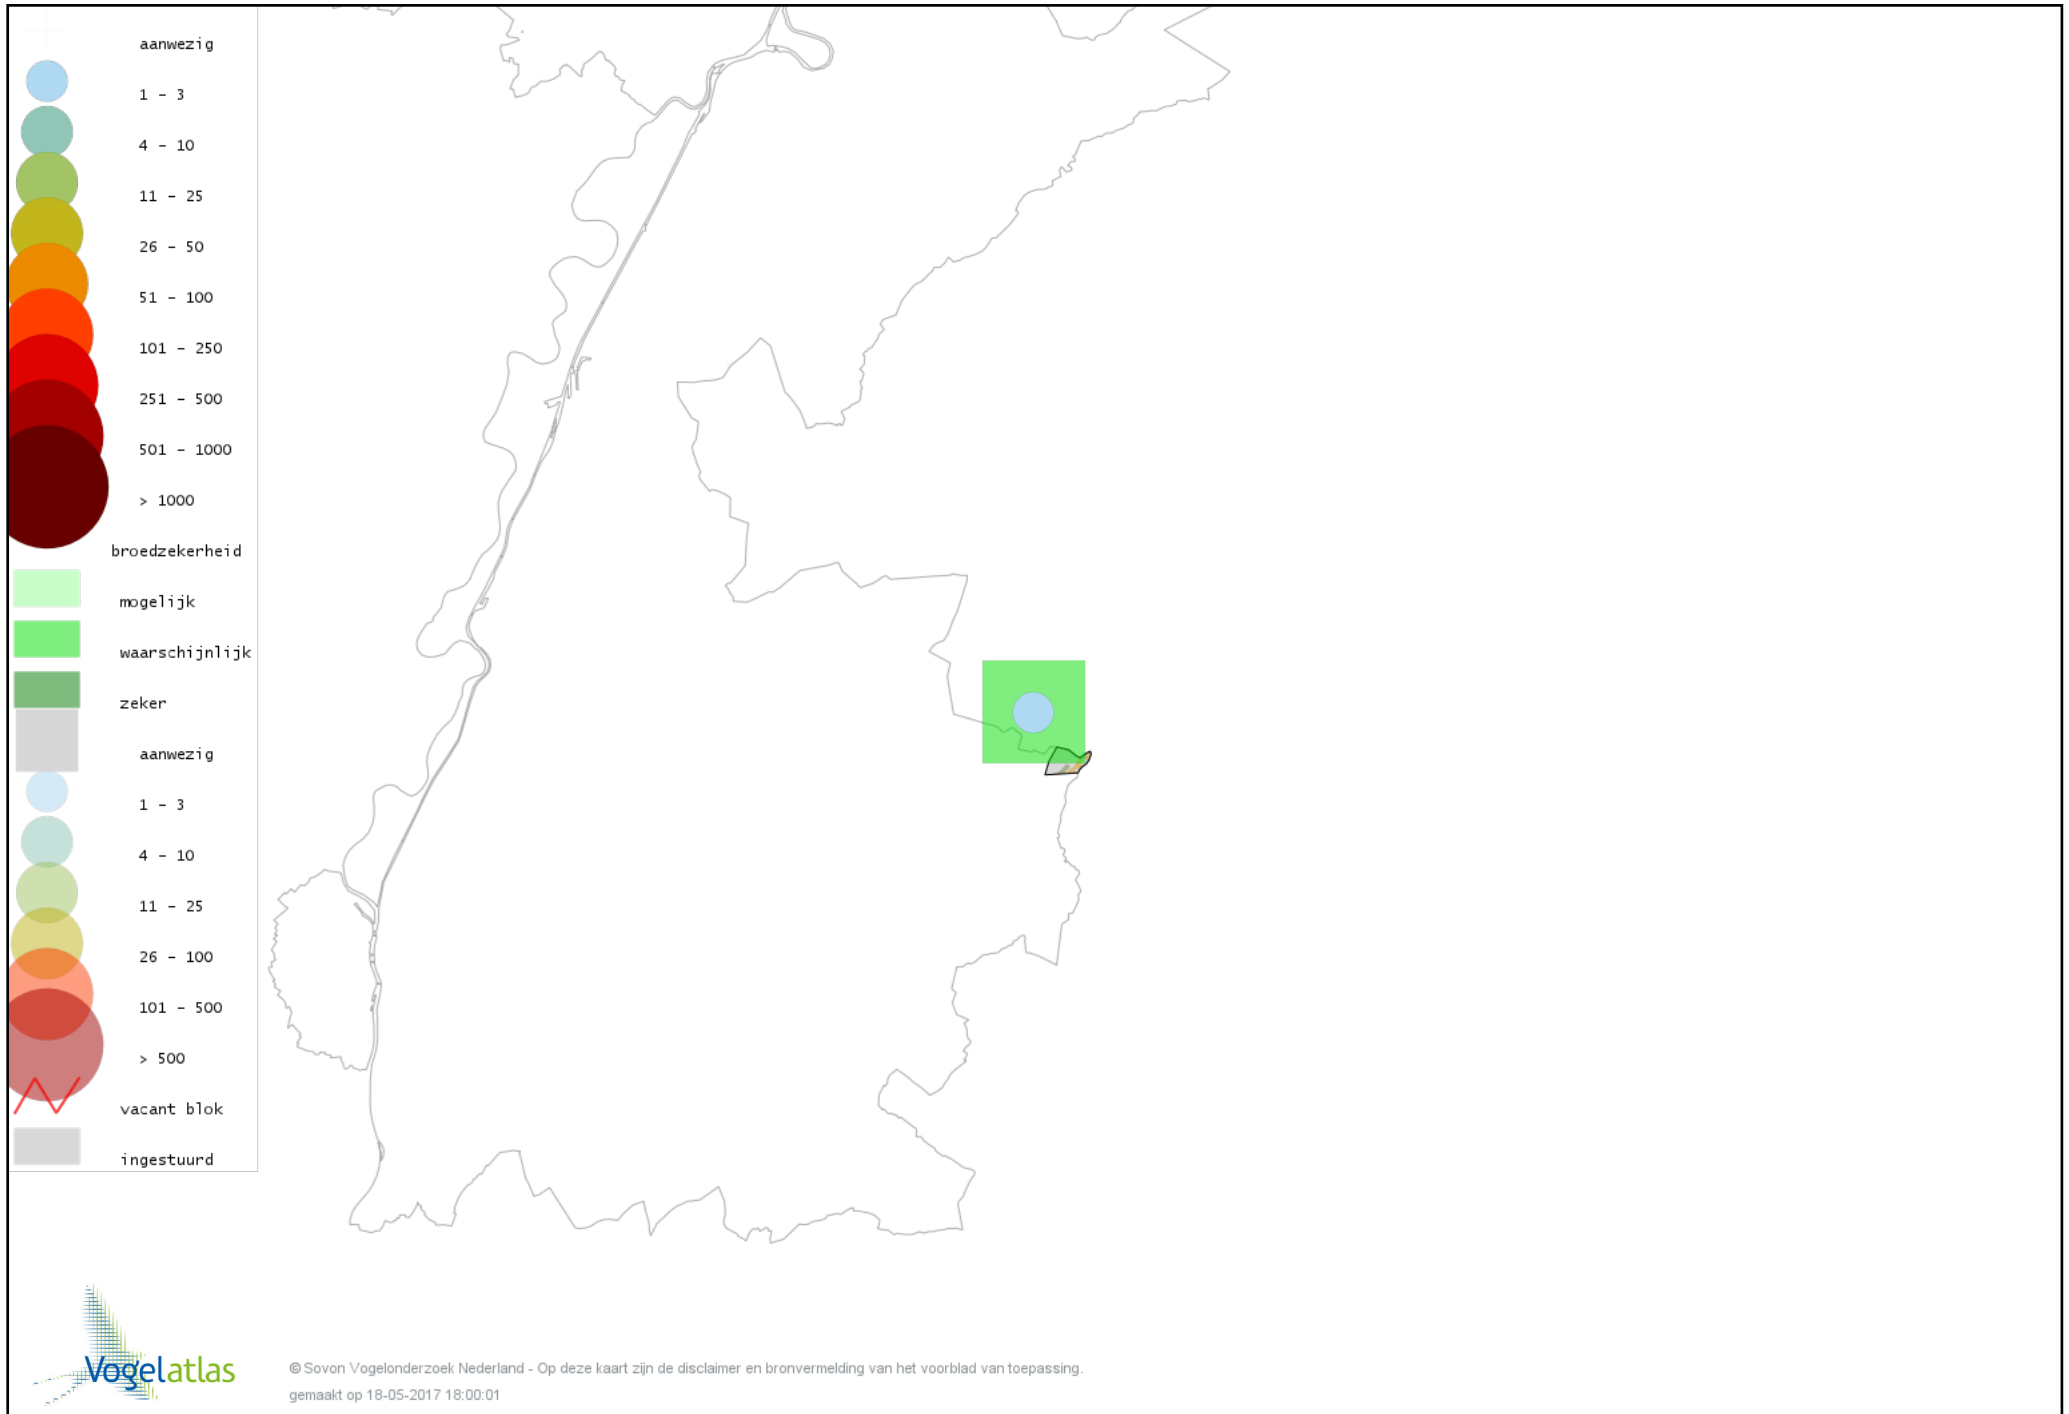 aanwezig
1 - 3
4 - 10
11 - 25
26 - 50
51 - 100
101 - 250
251 - 500
501 - 1000
> 1000
broedzekerheid
mogelijk
waarschijnlijk
zeker
aanwezig
1 - 3
4 - 10
11 - 25
26 - 100
101 - 500
> 500
vacant blok
ingestuurd
Vogelatlas
© Sovon Vogelonderzoek Nederland - Op deze kaart zijn de disclaimer en bronvermelding van het voorblad van toepassing.
gemaakt op 18-05-2017 18:00:01